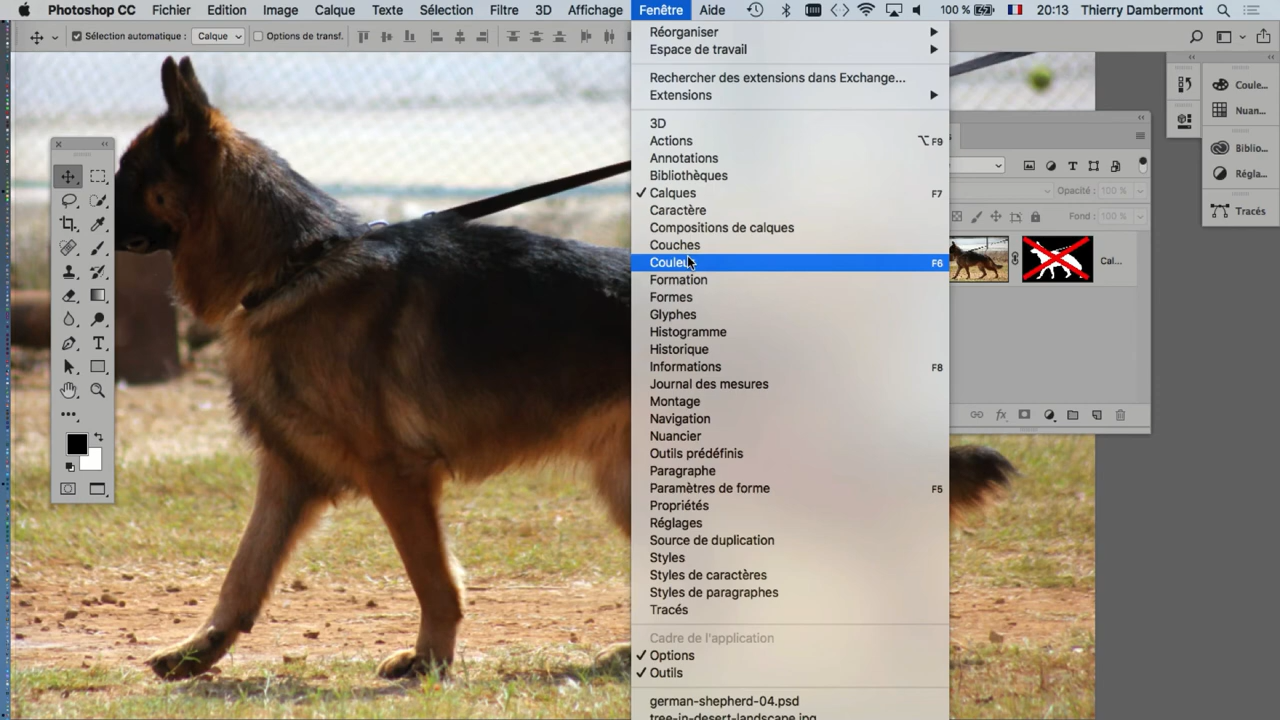 Photoshop CC Fichier Edition Image Calque Texte Sélection Filtre 3D Affichage Fenêtre Aide 100 % 20:13 Thierry Dambermont
Sélection automatique : Calque Options de transf.
Réorganiser
Espace de travail
Rechercher des extensions dans Exchange...
Extensions
3D
Actions ⌥F9
Annotations
Bibliothèques
✓ Calques F7
Caractère
Compositions de calques
Couches
Couleur F6
Formation
Formes
Glyphes
Histogramme
Historique
Informations F8
Journal des mesures
Montage
Navigation
Nuancier
Outils prédéfinis
Paragraphe
Paramètres de forme F5
Propriétés
Réglages
Source de duplication
Styles
Styles de caractères
Styles de paragraphes
Tracés
Cadre de l'application
✓ Options
✓ Outils
german-shepherd-04.psd
tree-in-desert-landscape.jpg
Opacité : 100 %
Fond : 100 %
Cal...
Coule...
Nuan...
Biblio...
Régla...
Tracés